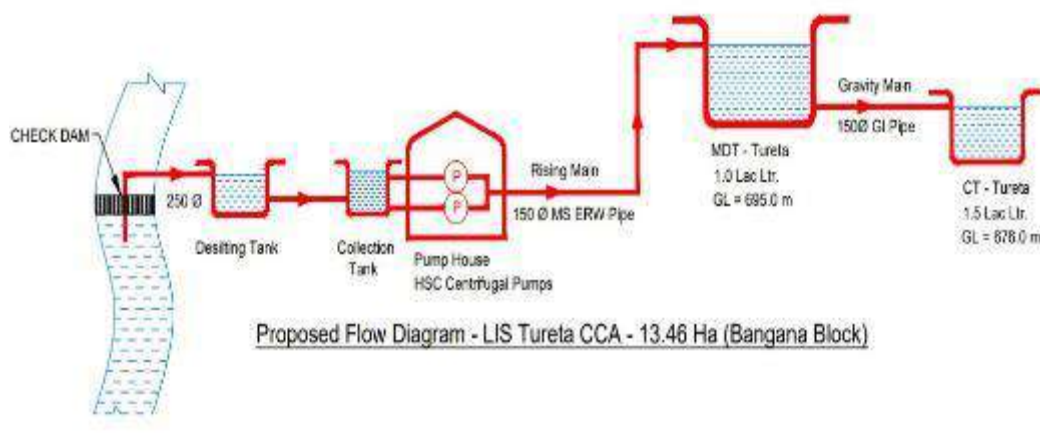 CHECK DAM
250 Ø
Desilting Tank
Collection
Tank
P
P
Pump House
HSC Centrifugal Pumps
Rising Main
150 Ø MS ERW Pipe
MDT - Tureta
1.0 Lac Ltr.
GL = 695.0 m
Gravity Main
150Ø GI Pipe
CT - Tureta
1.5 Lac Ltr.
GL = 678.0 m
Proposed Flow Diagram - LIS Tureta CCA - 13.46 Ha (Bangana Block)